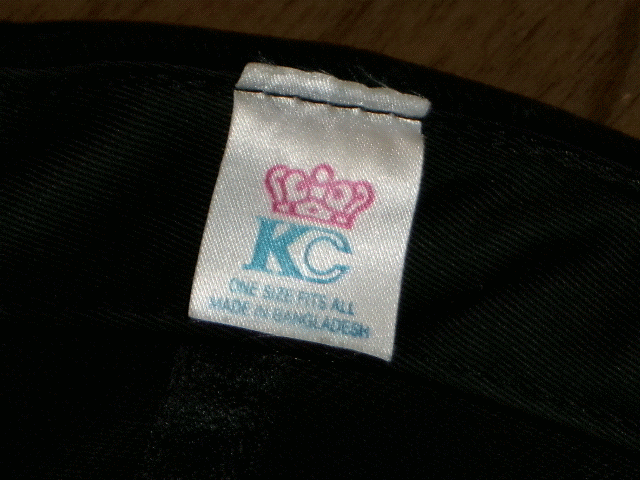 KC
ONE SIZE FITS ALL
MADE IN BANGLADESH